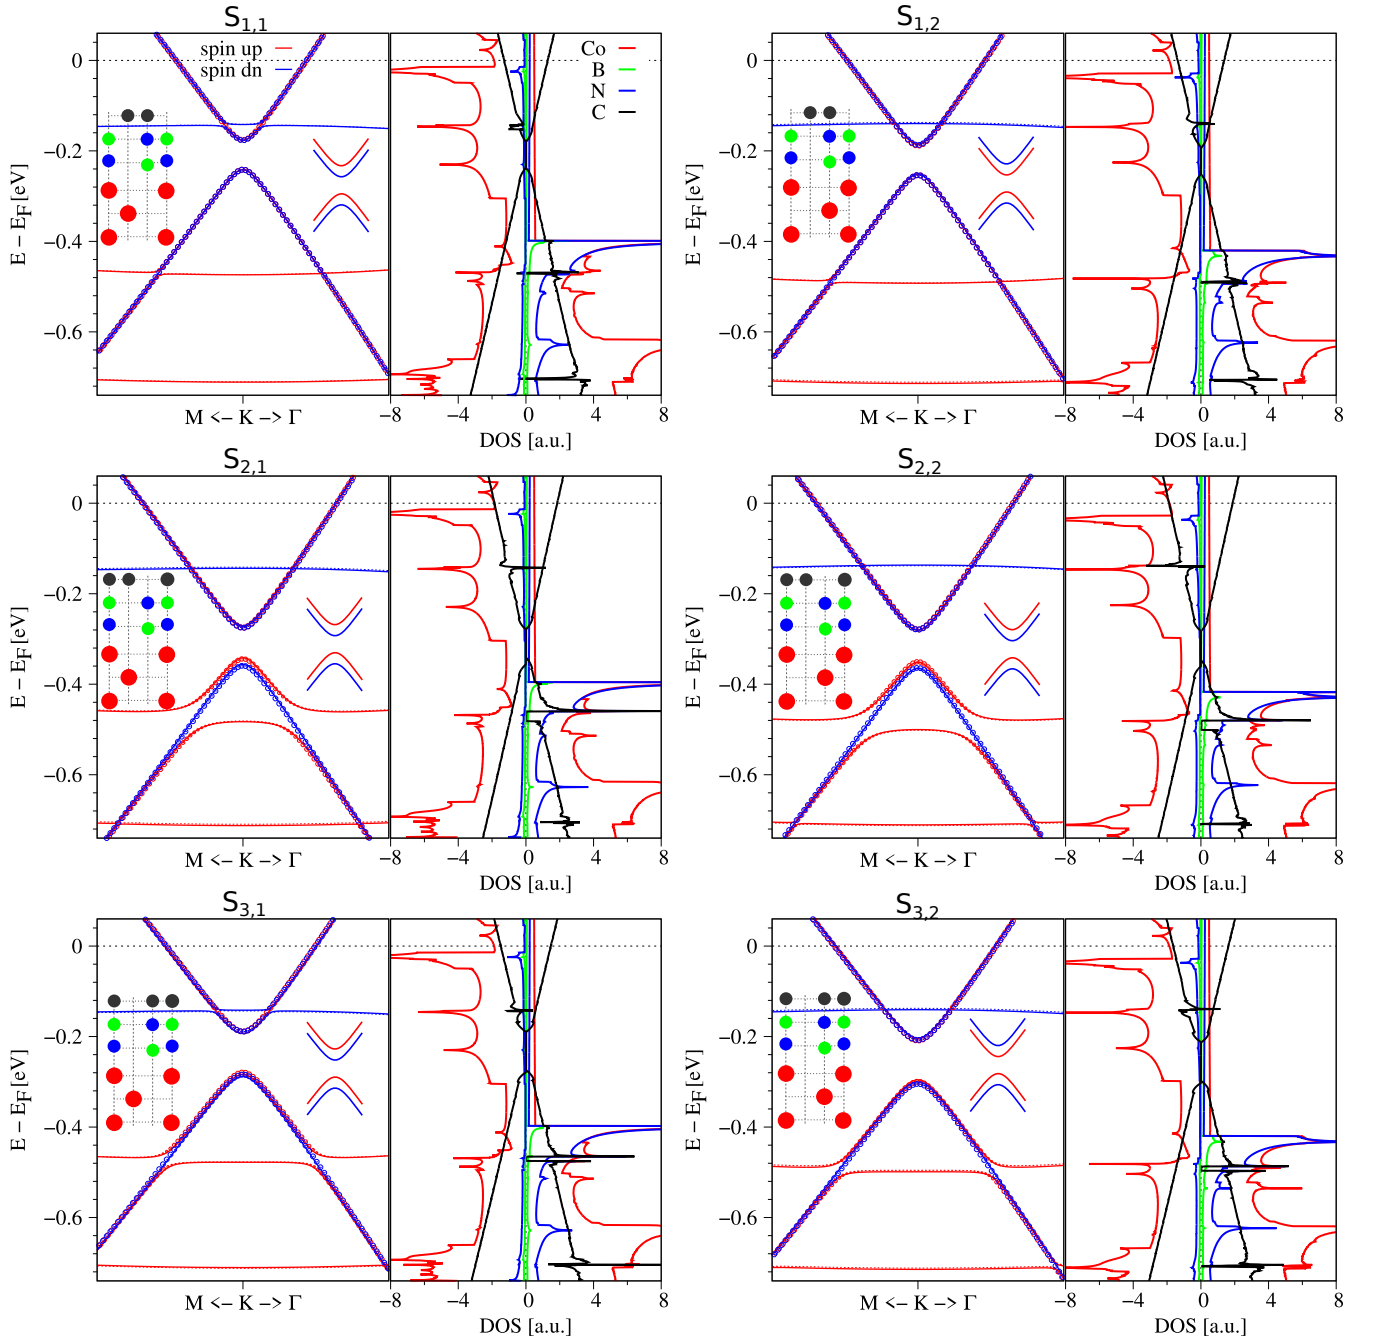 S1,1
spin up
spin dn
Co
B
N
C
0
−0.2
−0.4
−0.6
E − EF [eV]
M <− K −> Γ
−8 −4 0 4 8
DOS [a.u.]
S1,2
0
−0.2
−0.4
−0.6
E − EF [eV]
M <− K −> Γ
−8 −4 0 4 8
DOS [a.u.]
S2,1
0
−0.2
−0.4
−0.6
E − EF [eV]
M <− K −> Γ
−8 −4 0 4 8
DOS [a.u.]
S2,2
0
−0.2
−0.4
−0.6
E − EF [eV]
M <− K −> Γ
−8 −4 0 4 8
DOS [a.u.]
S3,1
0
−0.2
−0.4
−0.6
E − EF [eV]
M <− K −> Γ
−8 −4 0 4 8
DOS [a.u.]
S3,2
0
−0.2
−0.4
−0.6
E − EF [eV]
M <− K −> Γ
−8 −4 0 4 8
DOS [a.u.]